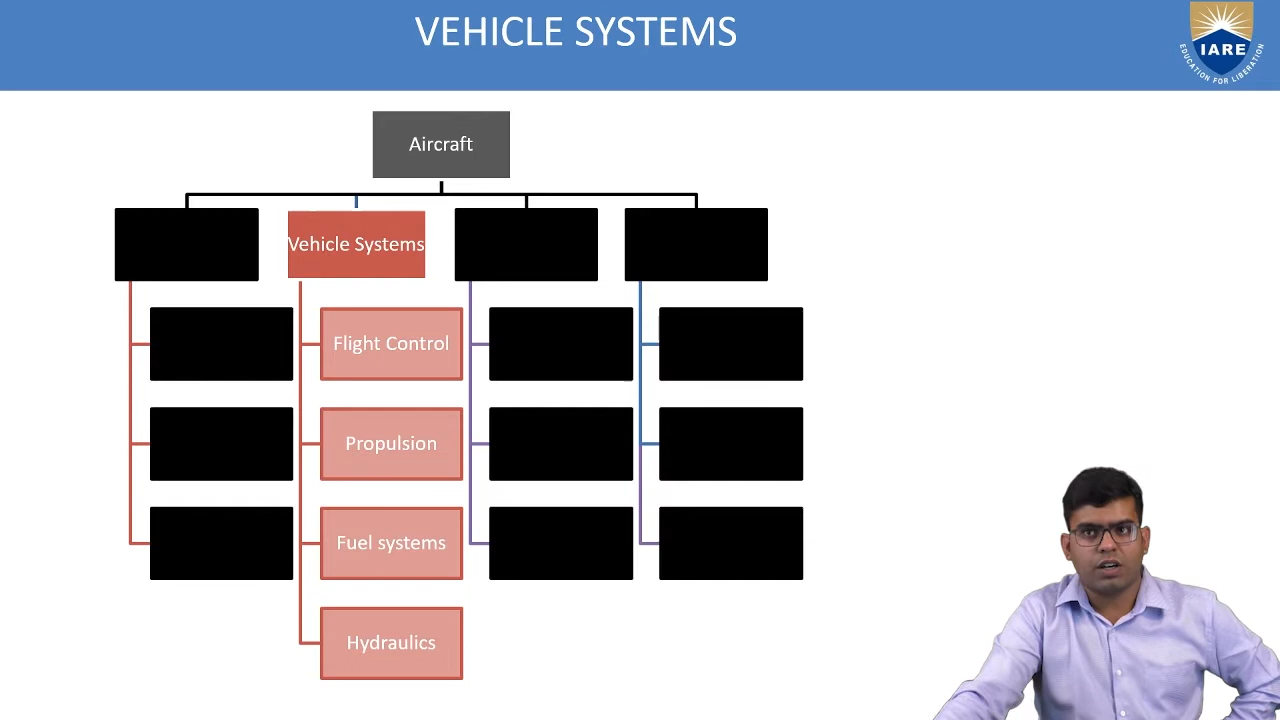 VEHICLE SYSTEMS
IARE
EDUCATION FOR LIBERATION
Aircraft
Vehicle Systems
Flight Control
Propulsion
Fuel systems
Hydraulics